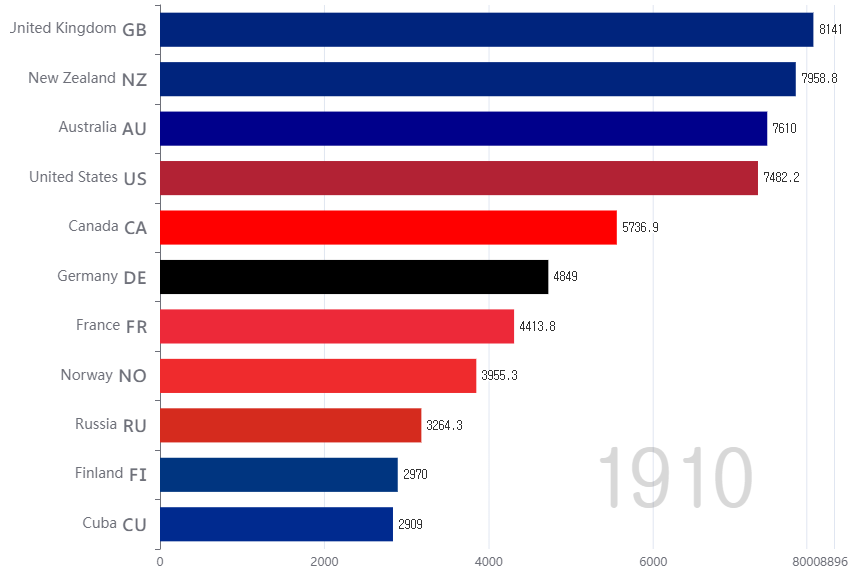 Jnited Kingdom GB 8141
New Zealand NZ 7958.8
Australia AU 7610
United States US 7482.2
Canada CA 5736.9
Germany DE 4849
France FR 4413.8
Norway NO 3955.3
Russia RU 3264.3
Finland FI 2970
Cuba CU 2909
1910
0 2000 4000 6000 80008896